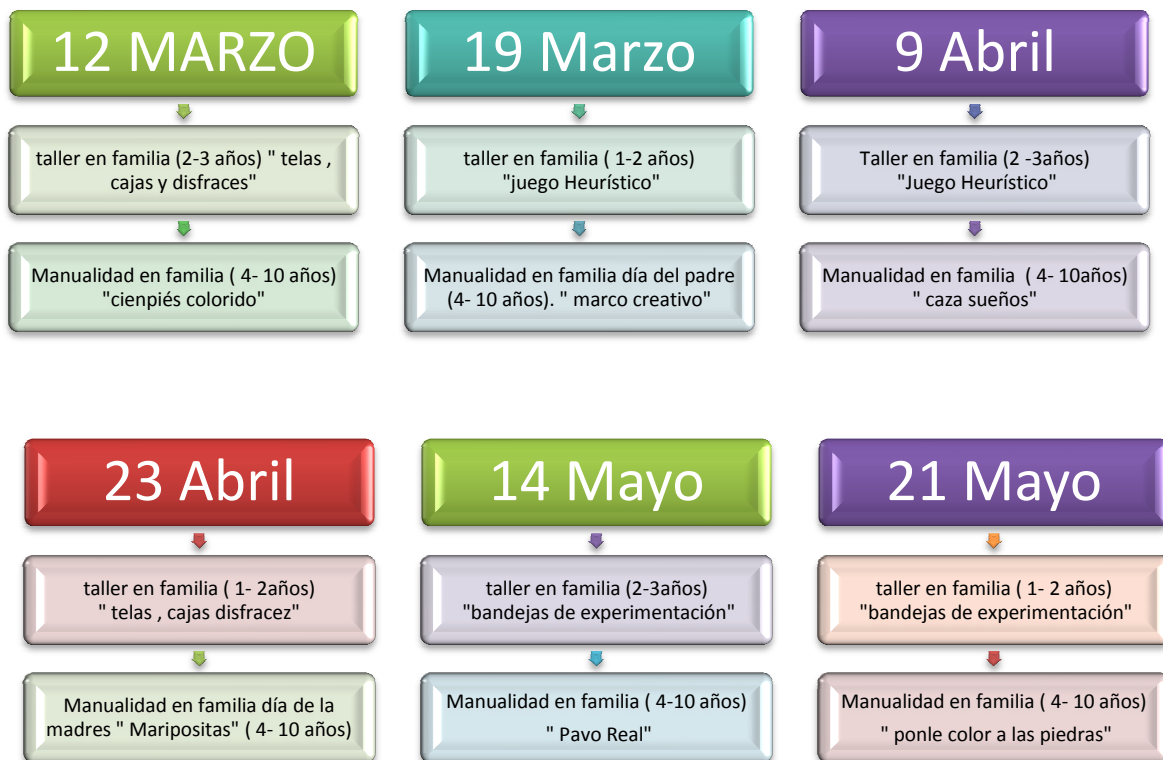 12 MARZO
taller en familia (2-3 años) " telas ,
cajas y disfraces"
Manualidad en familia ( 4- 10 años)
"cienpiés colorido"
19 Marzo
taller en familia ( 1-2 años)
"juego Heurístico"
Manualidad en familia día del padre
(4- 10 años). " marco creativo"
9 Abril
Taller en familia (2 -3años)
"Juego Heurístico"
Manualidad en familia  ( 4- 10años)
" caza sueños"
23 Abril
taller en familia ( 1- 2años)
" telas , cajas disfracez"
Manualidad en familia día de la
madres " Maripositas" ( 4- 10 años)
14 Mayo
taller en familia (2-3años)
"bandejas de experimentación"
Manualidad en familia ( 4-10 años)
" Pavo Real"
21 Mayo
taller en familia ( 1- 2 años)
"bandejas de experimentación"
Manualidad en familia ( 4- 10 años)
" ponle color a las piedras"